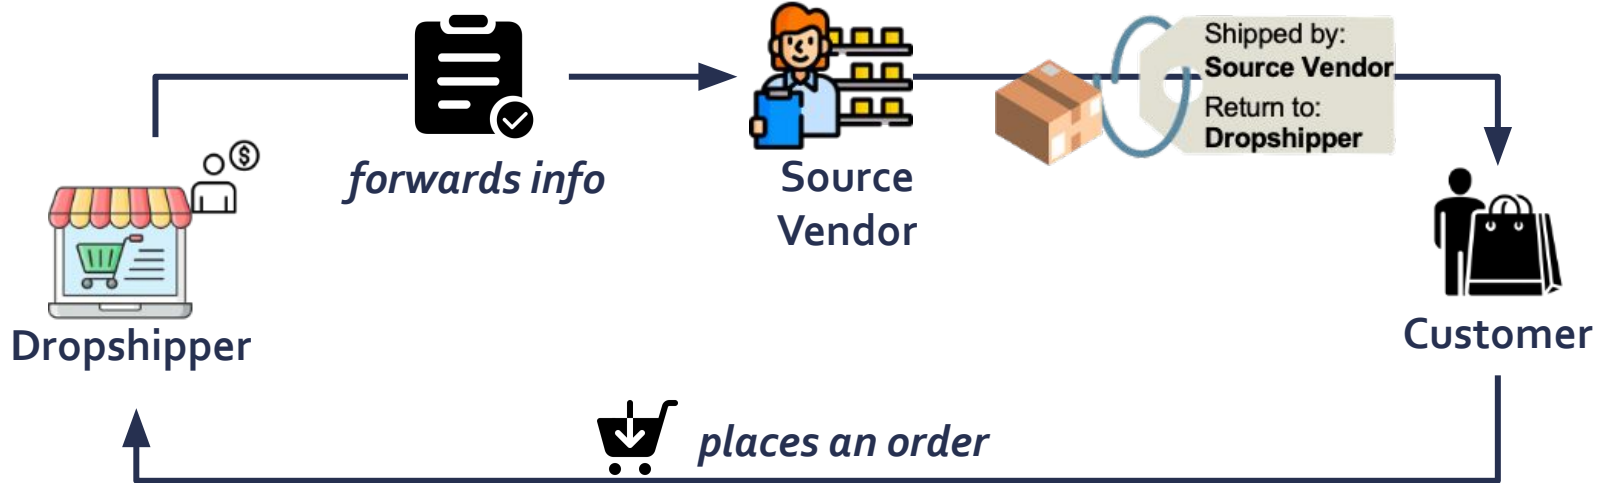 forwards info
Source
Vendor
Shipped by:
Source Vendor
Return to:
Dropshipper
$
Dropshipper
Customer
places an order